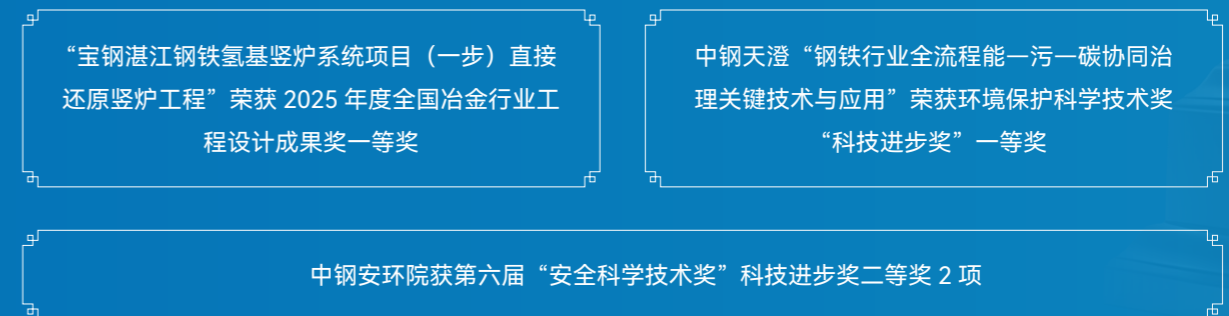 “宝钢湛江钢铁氢基竖炉系统项目（一步）直接
还原竖炉工程”荣获 2025 年度全国冶金行业工
程设计成果奖一等奖
中钢天澄“钢铁行业全流程能—污—碳协同治
理关键技术与应用”荣获环境保护科学技术奖
“科技进步奖”一等奖
中钢安环院获第六届“安全科学技术奖”科技进步奖二等奖 2 项